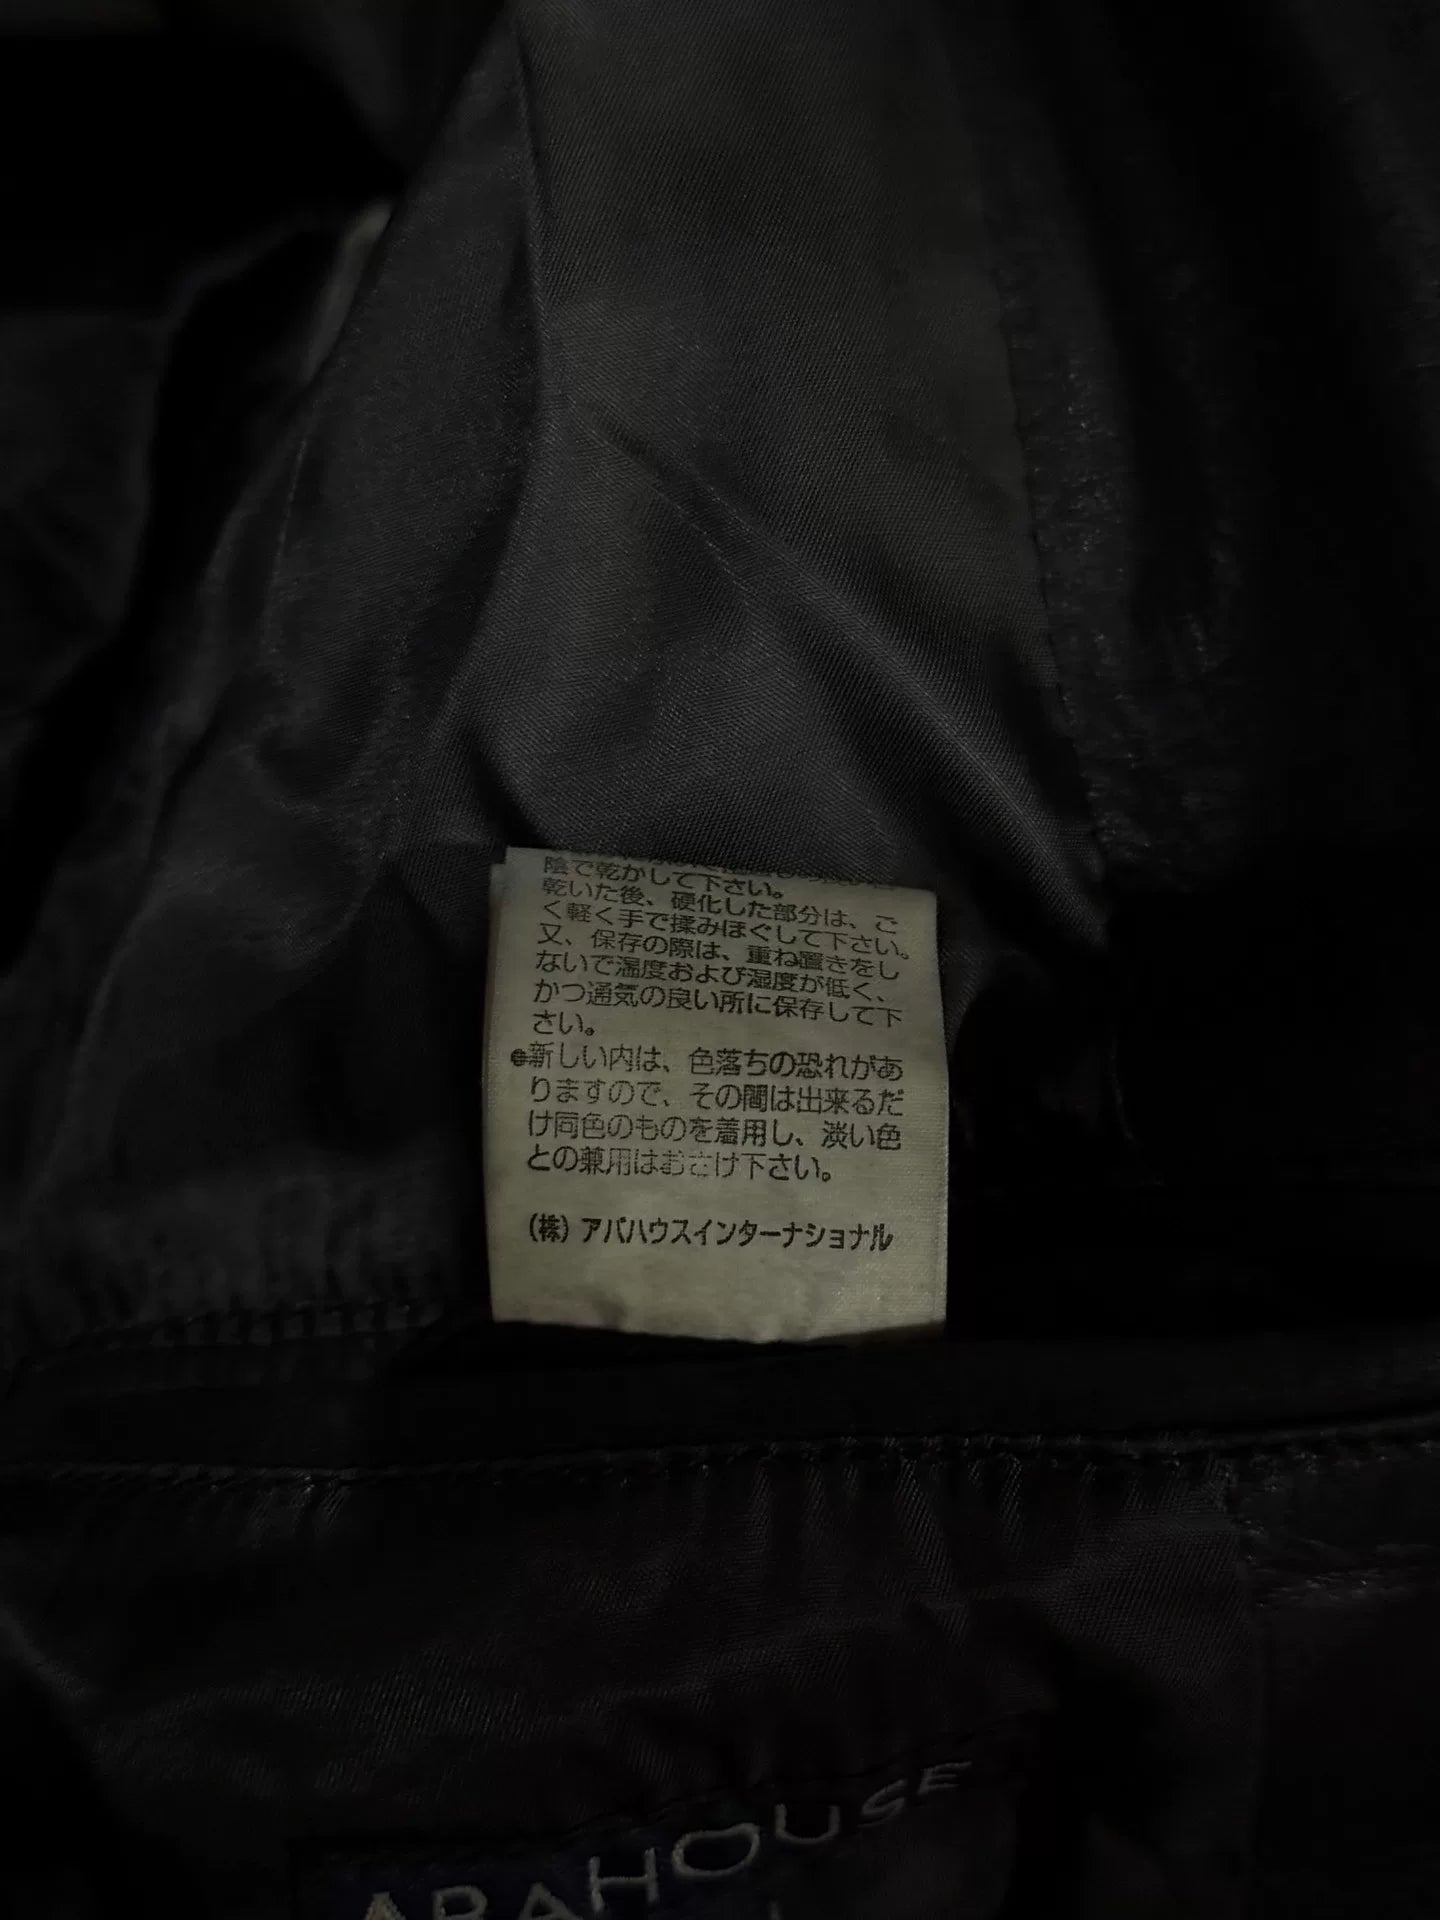 陰で乾かして下さい。
乾いた後、硬化した部分は、ご
く軽く手で揉みほぐして下さい。
又、保存の際は、重ね置きをし
ないで温度および湿度が低く、
かつ通気の良い所に保存して下
さい。
●新しい内は、色落ちの恐れがあ
りますので、その間は出来るだ
け同色のものを着用し、淡い色
との兼用はおさけ下さい。
(株) アバハウスインターナショナル
ABAHOUSE